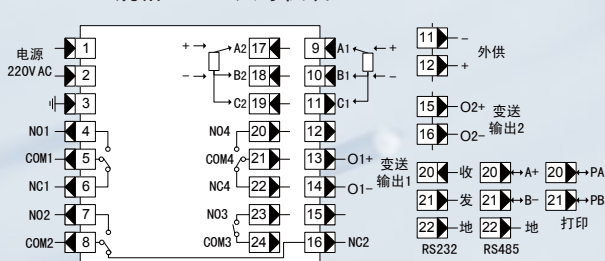 电源
220V AC
1
2
3
NO1 4
COM1 5
NC1 6
NO2 7
COM2 8
+ A2 17
- B2 18
C2 19
NO4 20
COM4 21
NC4 22
NO3 23
COM3 24
9 A1 +
10 B1 -
11 C1
12
13 O1+ 变送
14 O1- 输出1
15
16 NC2
11 - 外供
12 +
15 O2+ 变送
16 O2- 输出2
20 收 20 A+ 20 PA
21 发 21 B- 21 PB
22 地 22 地 打印
RS232 RS485